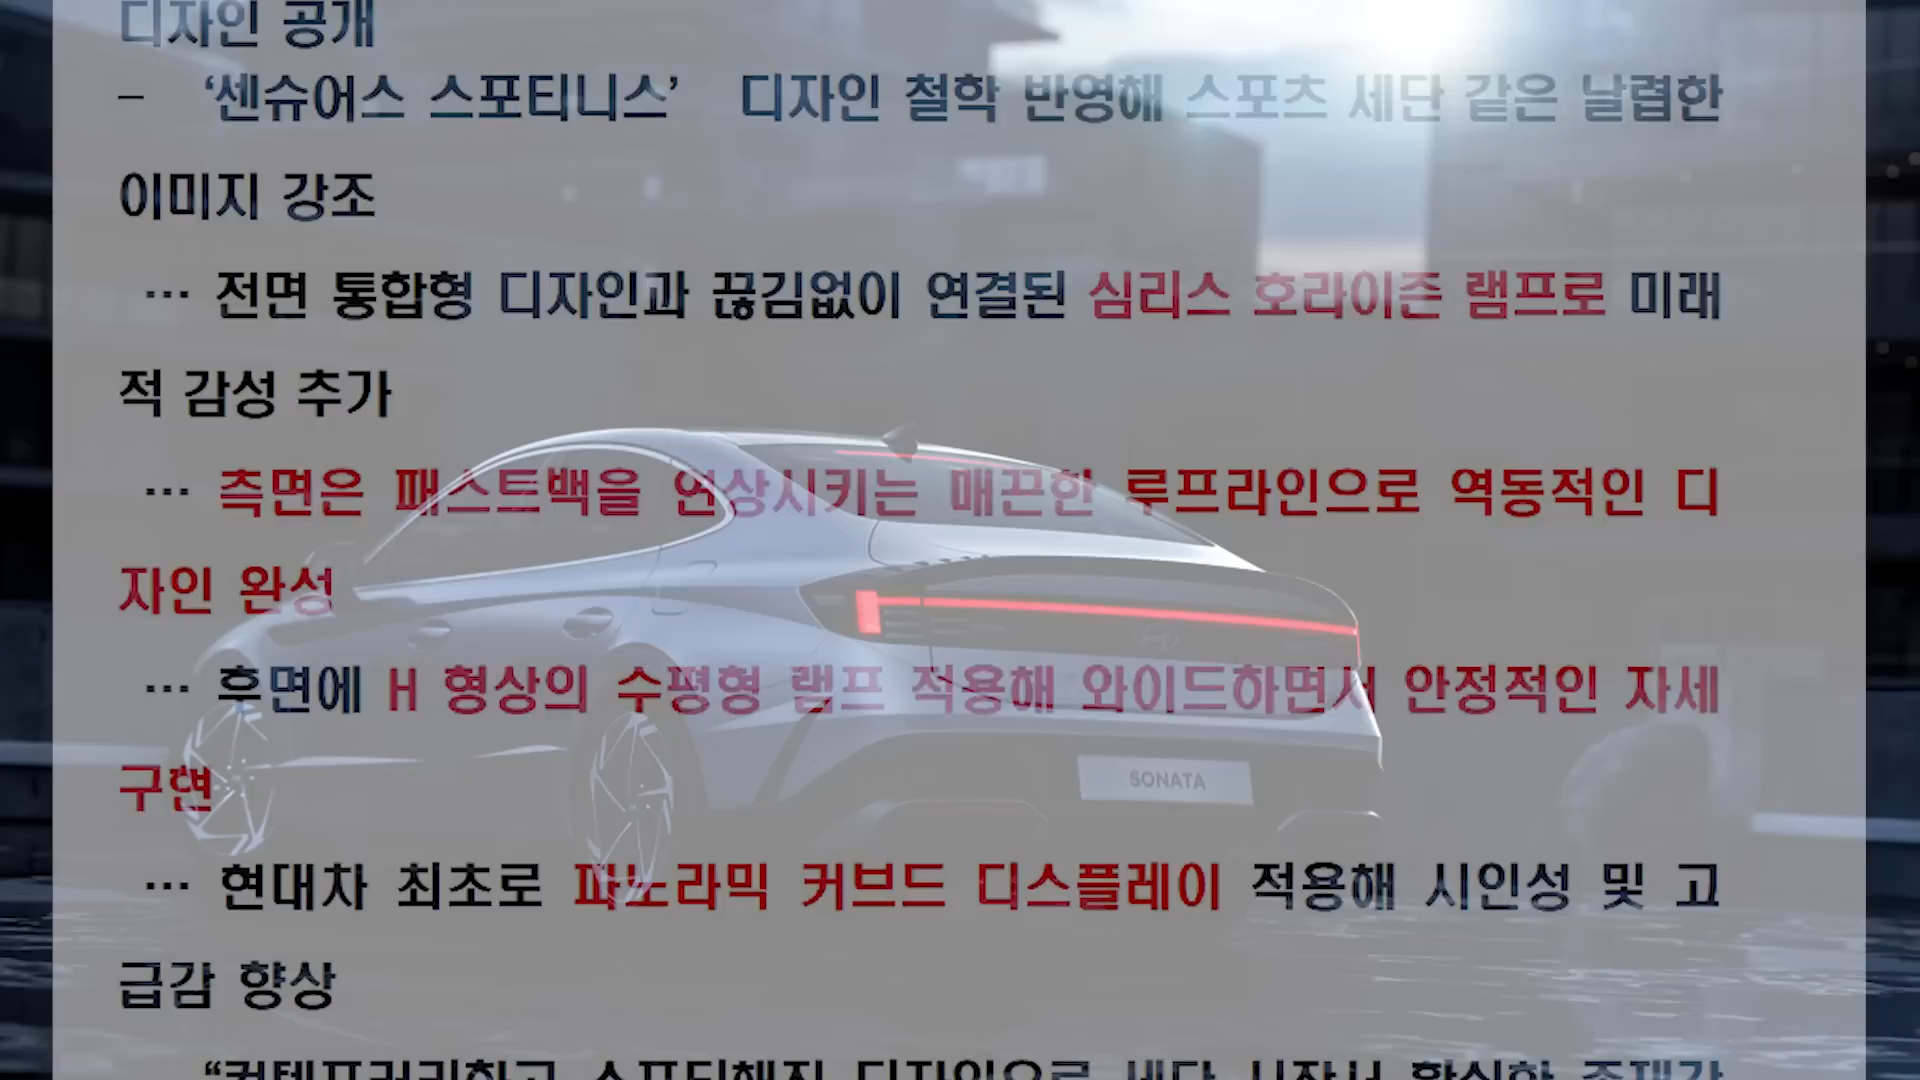 디자인 공개
– ‘센슈어스 스포티니스’ 디자인 철학 반영해 스포츠 세단 같은 날렵한
이미지 강조
… 전면 통합형 디자인과 끊김없이 연결된 심리스 호라이즌 램프로 미래
적 감성 추가
… 측면은 패스트백을 연상시키는 매끈한 루프라인으로 역동적인 디
자인 완성
… 후면에 H 형상의 수평형 램프 적용해 와이드하면서 안정적인 자세
구현
SONATA
… 현대차 최초로 파노라믹 커브드 디스플레이 적용해 시인성 및 고
급감 향상